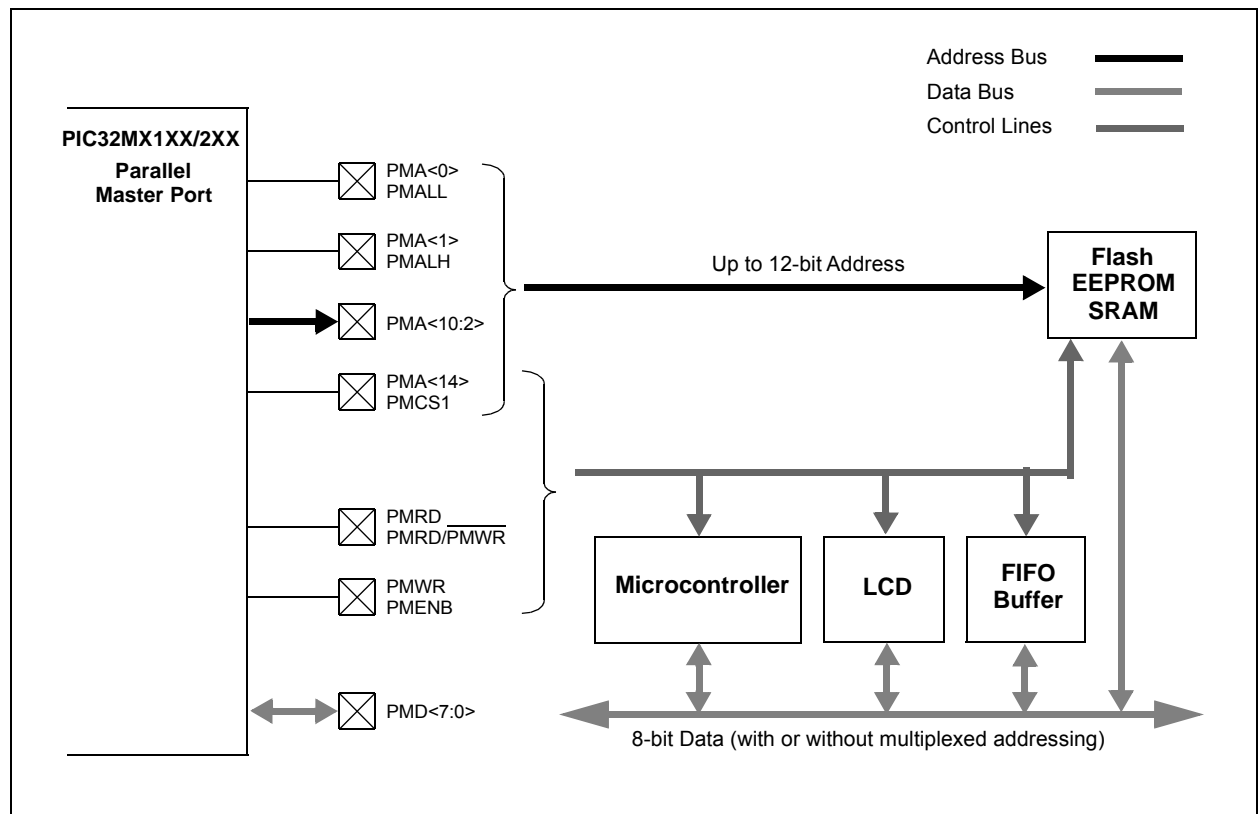 Address Bus
Data Bus
Control Lines
PIC32MX1XX/2XX
Parallel
Master Port
PMA<0>
PMALL
PMA<1>
PMALH
PMA<10:2>
PMA<14>
PMCS1
PMRD
PMRD/PMWR
PMWR
PMENB
PMD<7:0>
Up to 12-bit Address
Flash
EEPROM
SRAM
Microcontroller
LCD
FIFO
Buffer
8-bit Data (with or without multiplexed addressing)